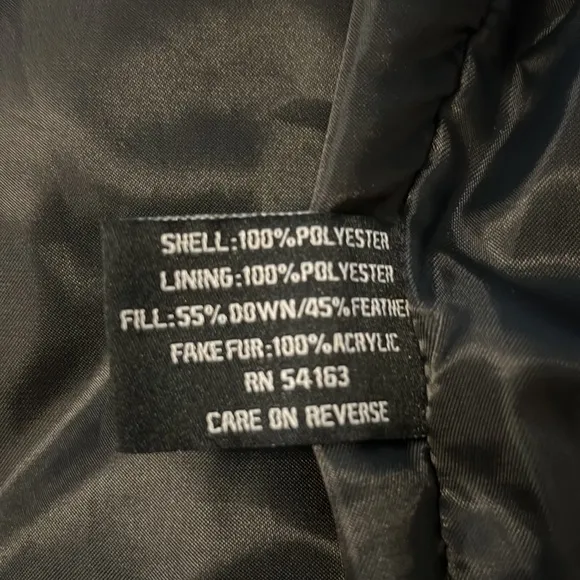 SHELL:100%POLYESTER
LINING:100%POLYESTER
FILL:55%DOWN/45%FEATHER
FAKE FUR:100%ACRYLIC
RN 54163
CARE ON REVERSE